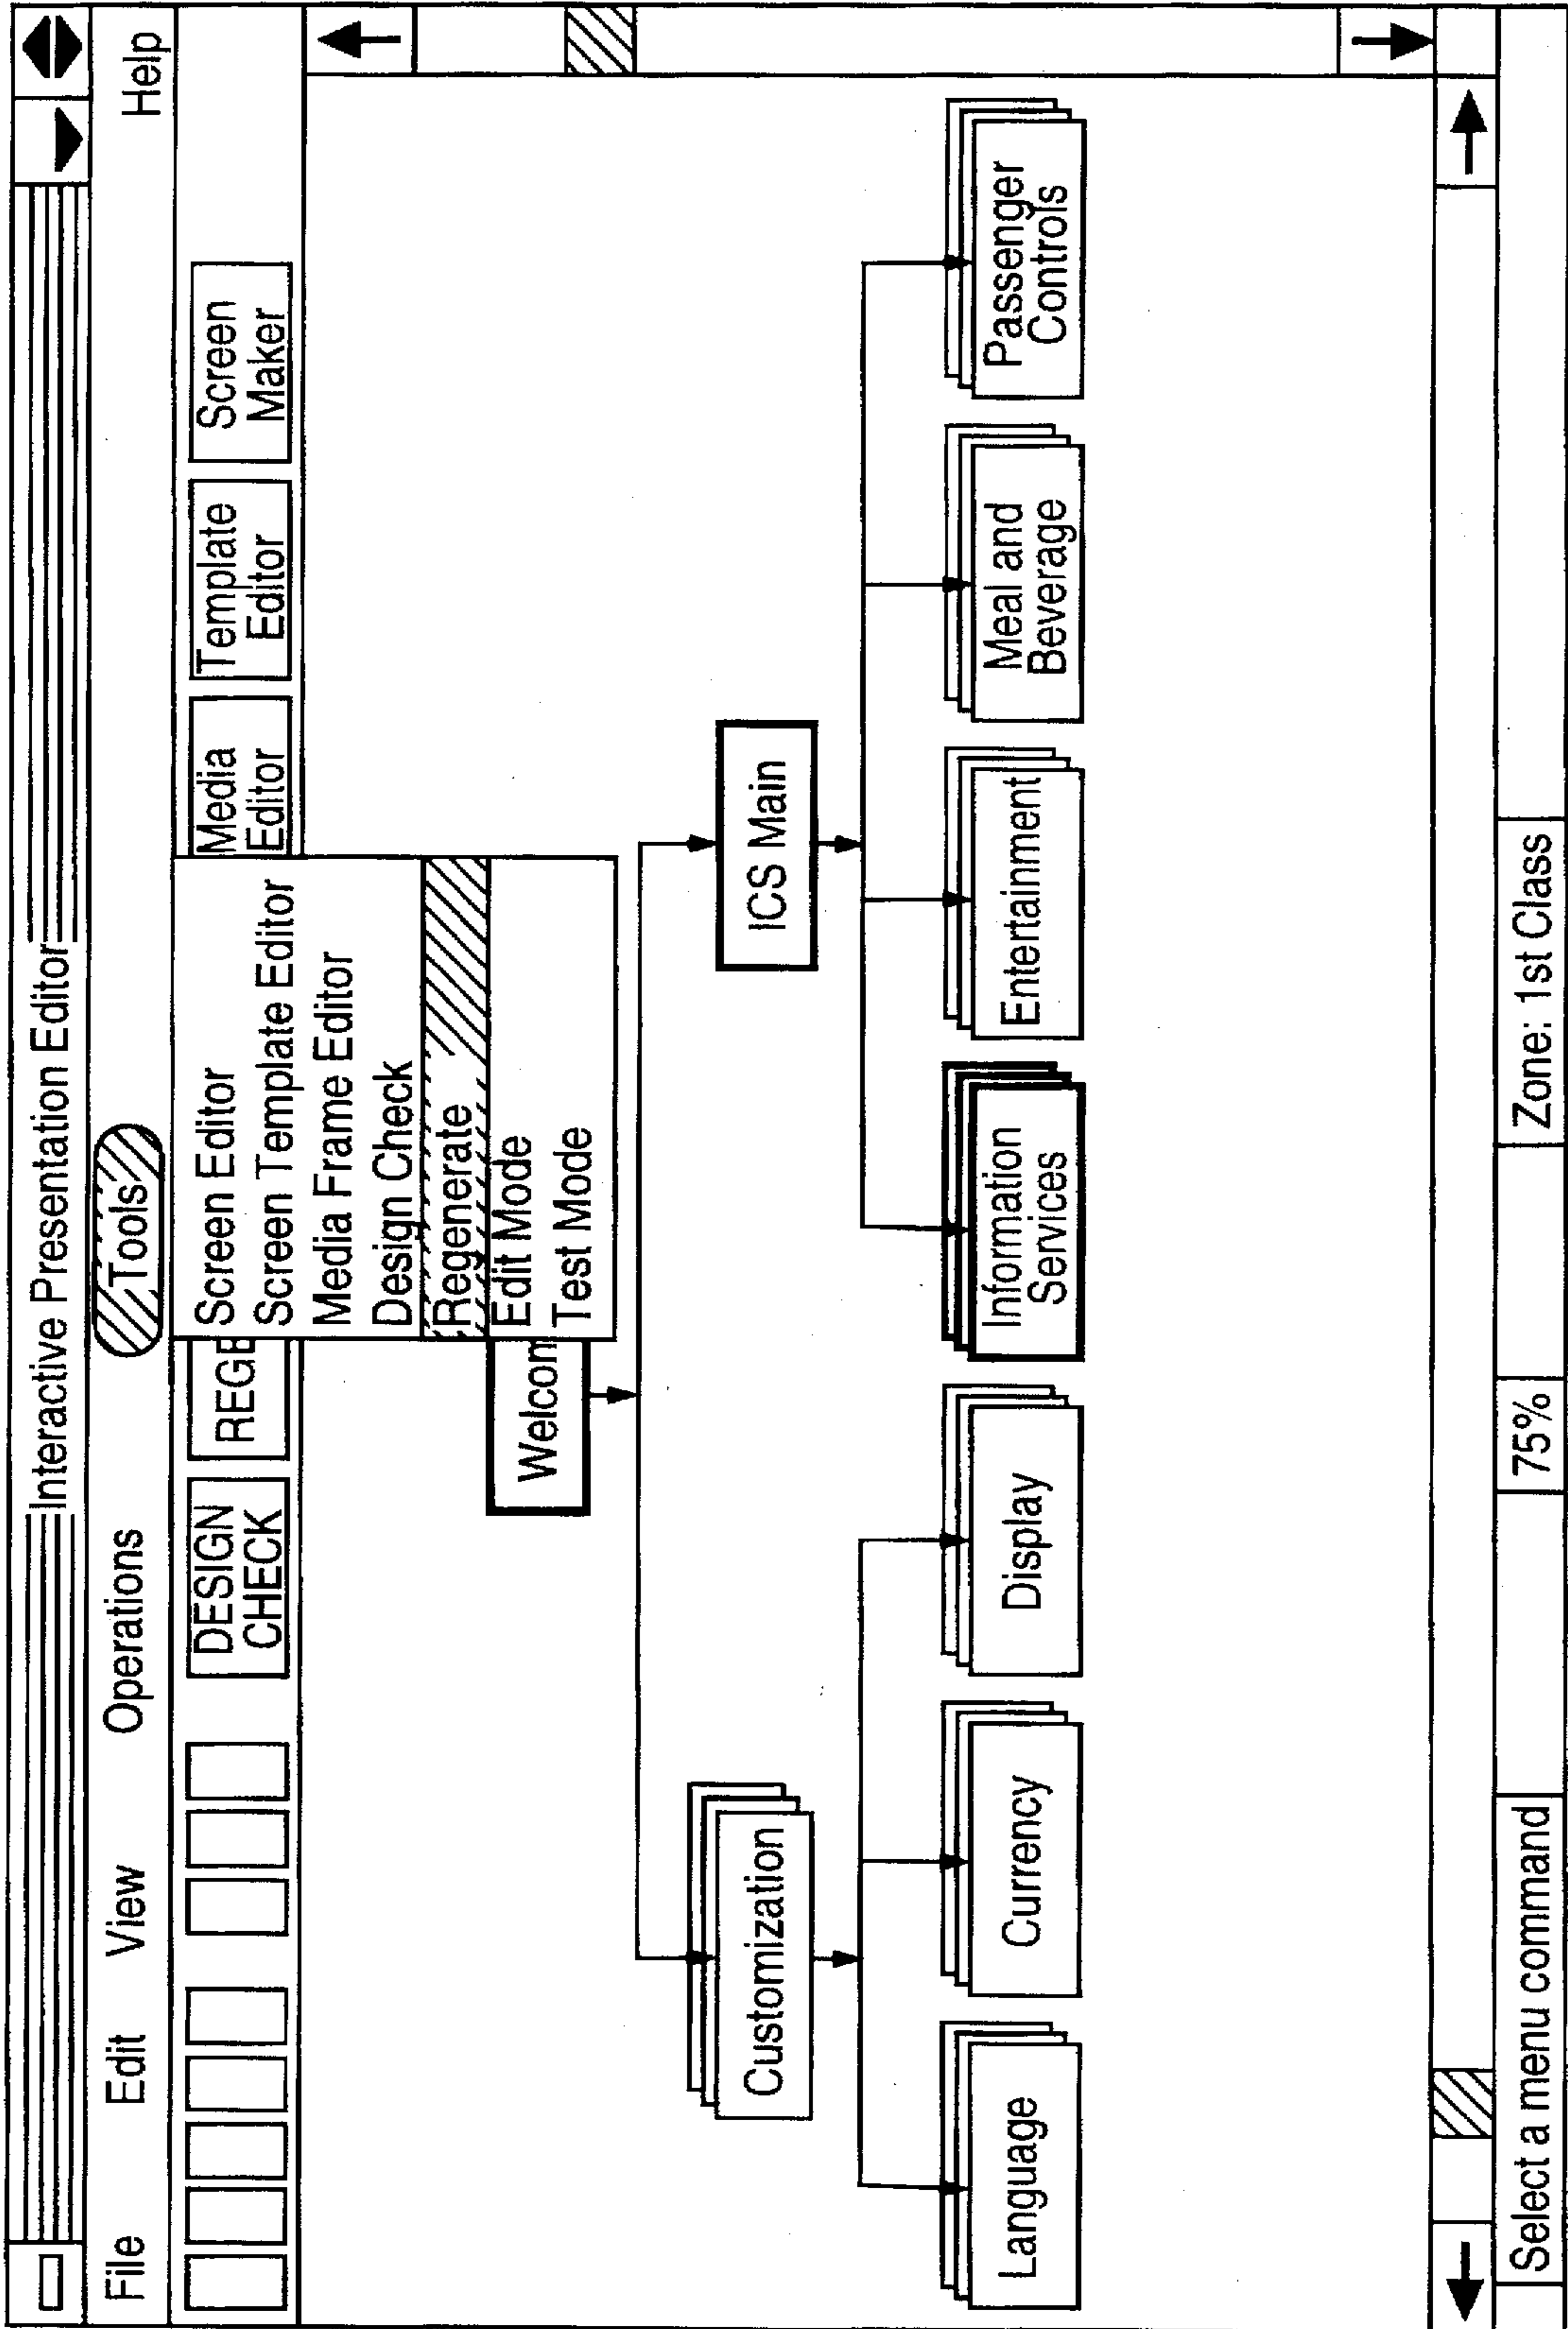 Interactive Presentation Editor
File Edit View Operations Tools Help
DESIGN
CHECK
REGE
Media
Editor
Template
Editor
Screen
Maker
Screen Editor
Screen Template Editor
Media Frame Editor
Design Check
Regenerate
Edit Mode
Test Mode
Welcom
Customization
ICS Main
Language
Currency
Display
Information
Services
Entertainment
Meal and
Beverage
Passenger
Controls
Select a menu command
75%
Zone: 1st Class